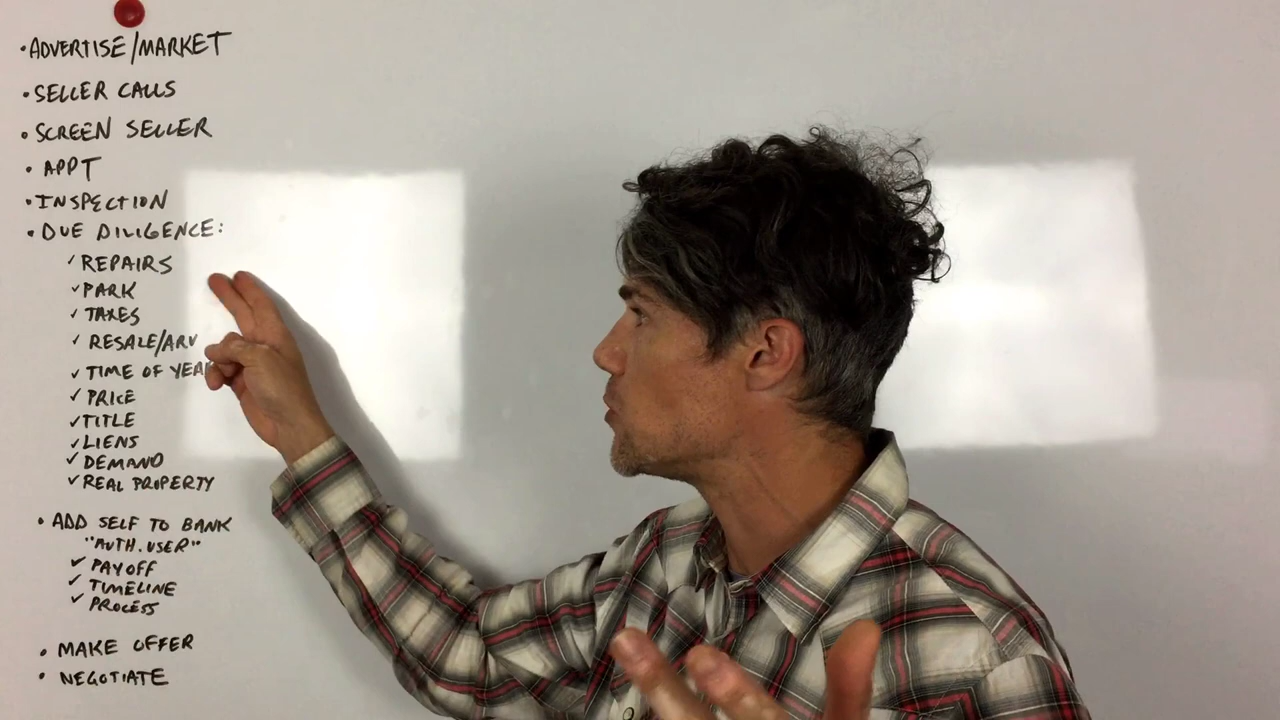 • ADVERTISE/MARKET
• SELLER CALLS
• SCREEN SELLER
• APPT
• INSPECTION
• DUE DILIGENCE:
✓ REPAIRS
✓ PARK
✓ TAXES
✓ RESALE/ARV
✓ TIME OF YEAR
✓ PRICE
✓ TITLE
✓ LIENS
✓ DEMAND
✓ REAL PROPERTY
• ADD SELF TO BANK
"AUTH. USER"
✓ PAYOFF
✓ TIMELINE
✓ PROCESS
• MAKE OFFER
• NEGOTIATE